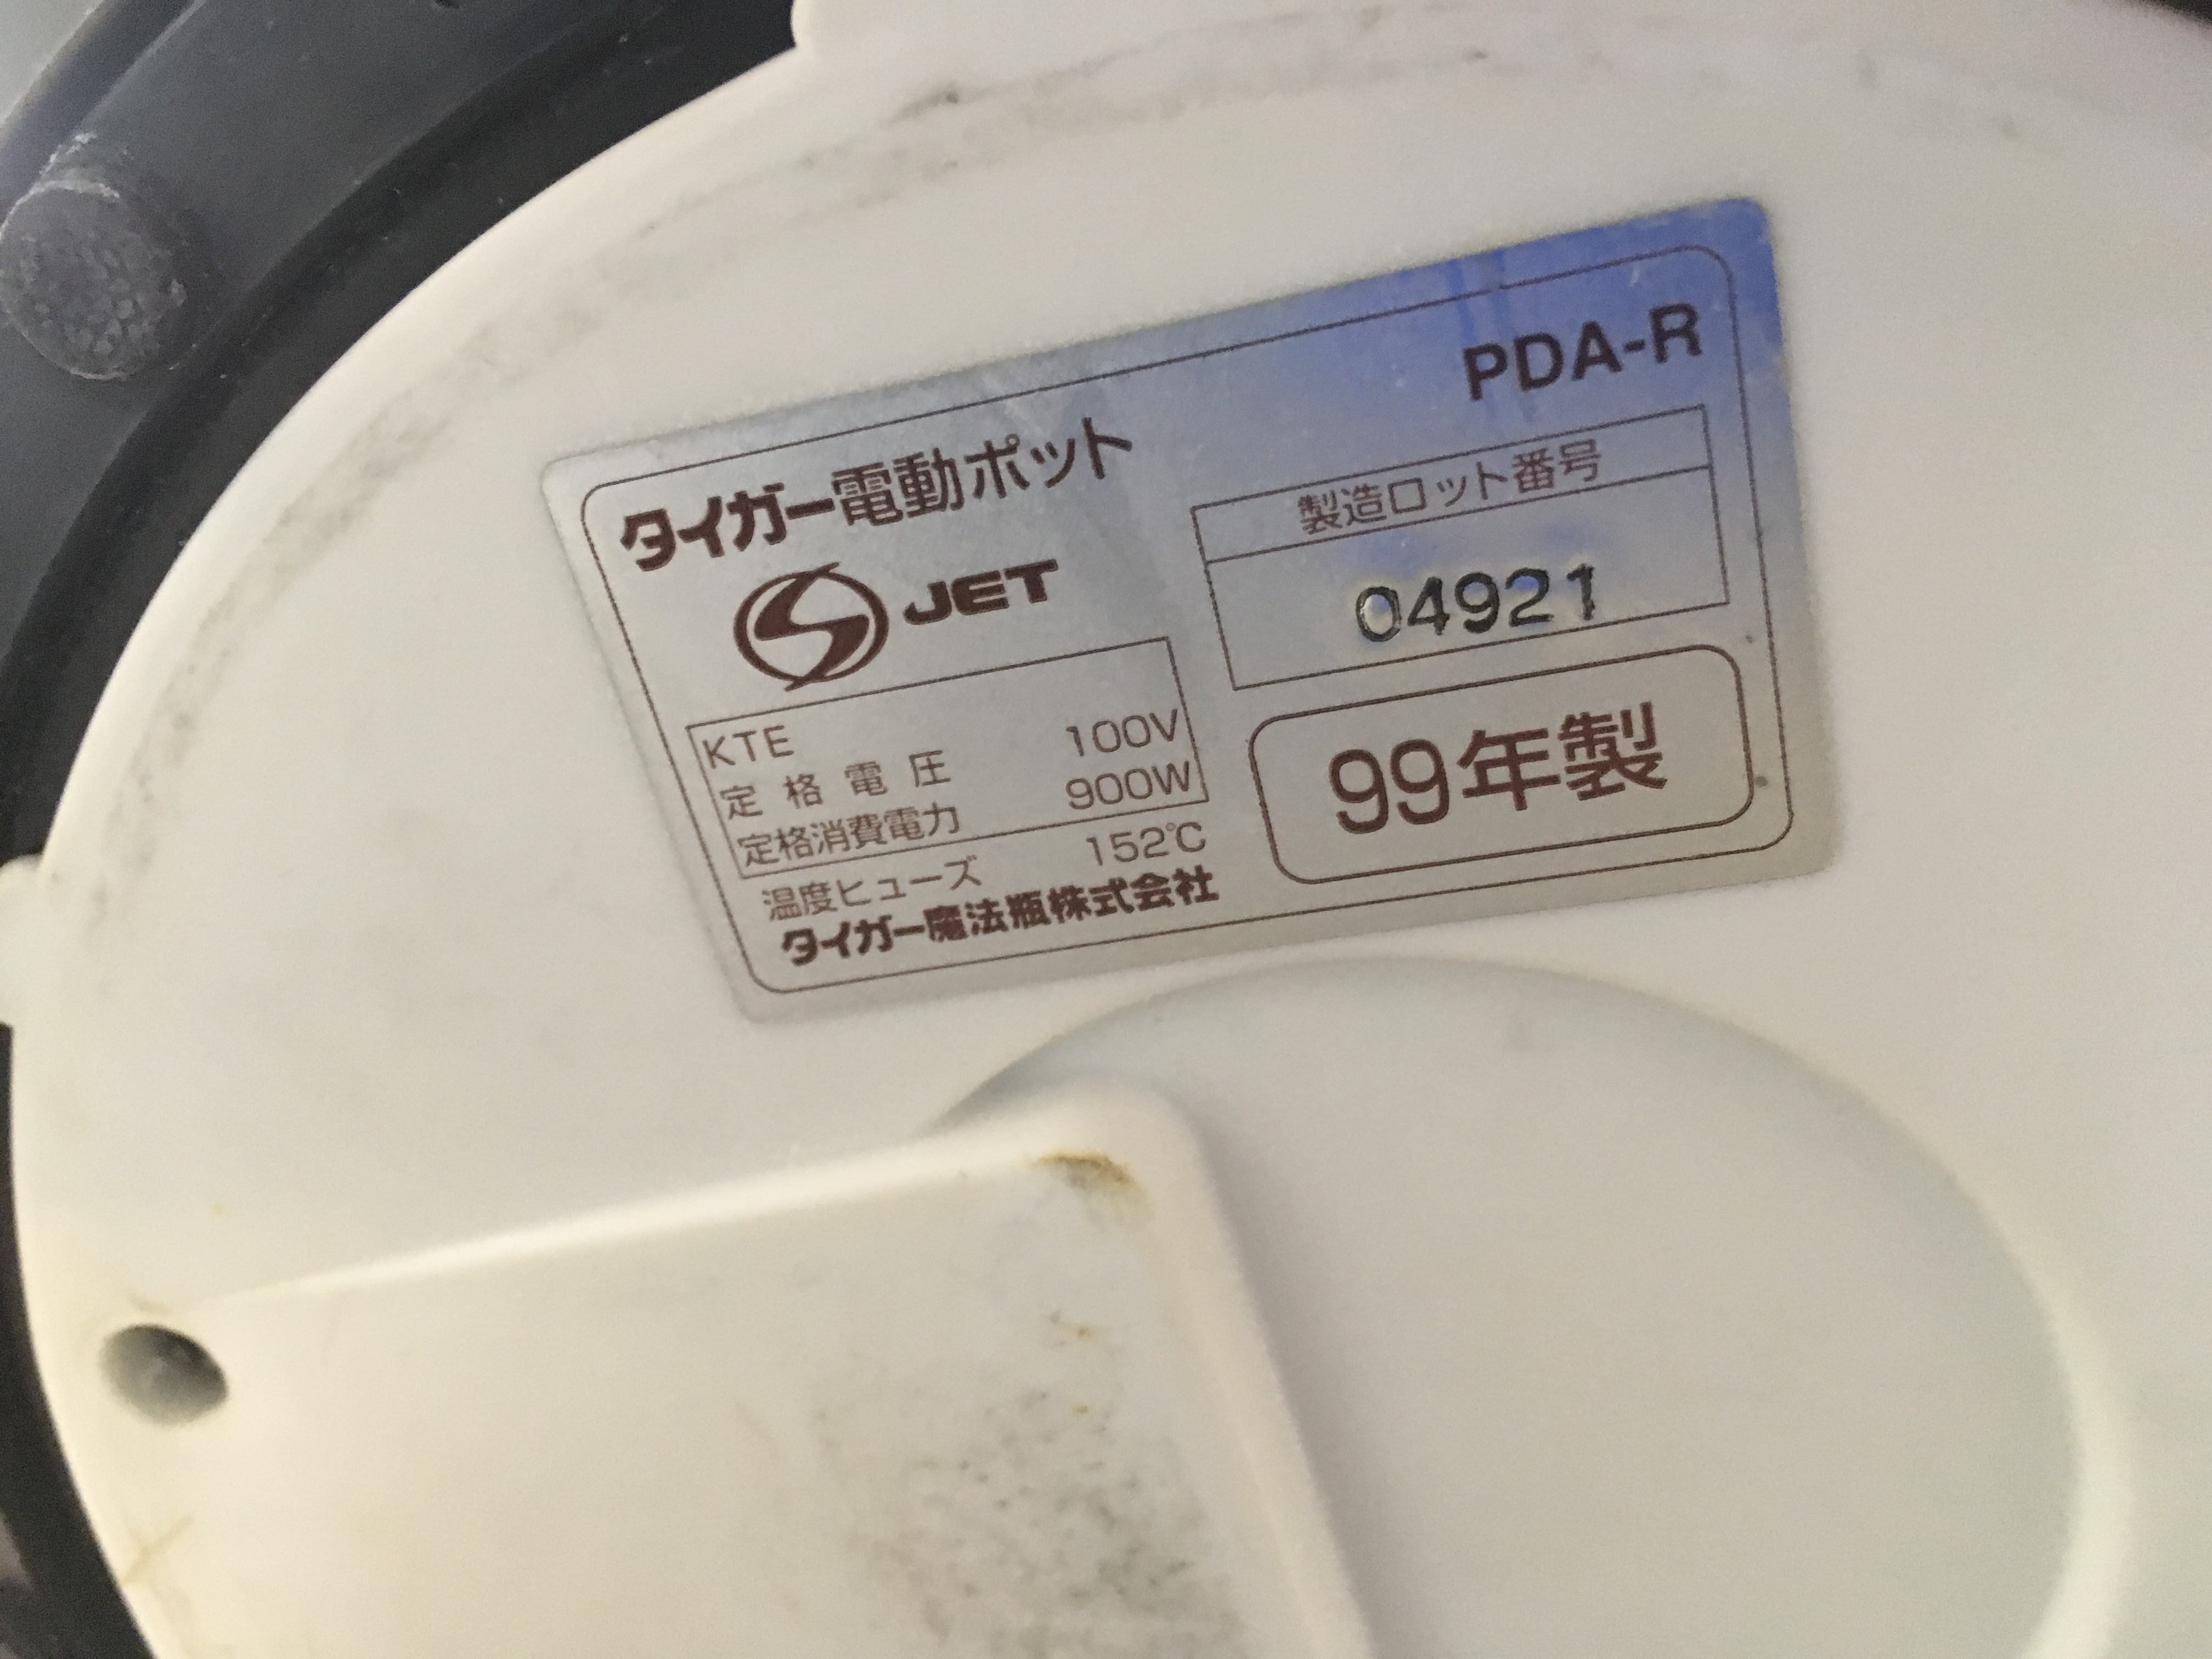 PDA-R
タイガー電動ポット
JET
製造ロット番号
04921
KTE
定格電圧 100V
定格消費電力 900W
温度ヒューズ 152℃
タイガー魔法瓶株式会社
99年製